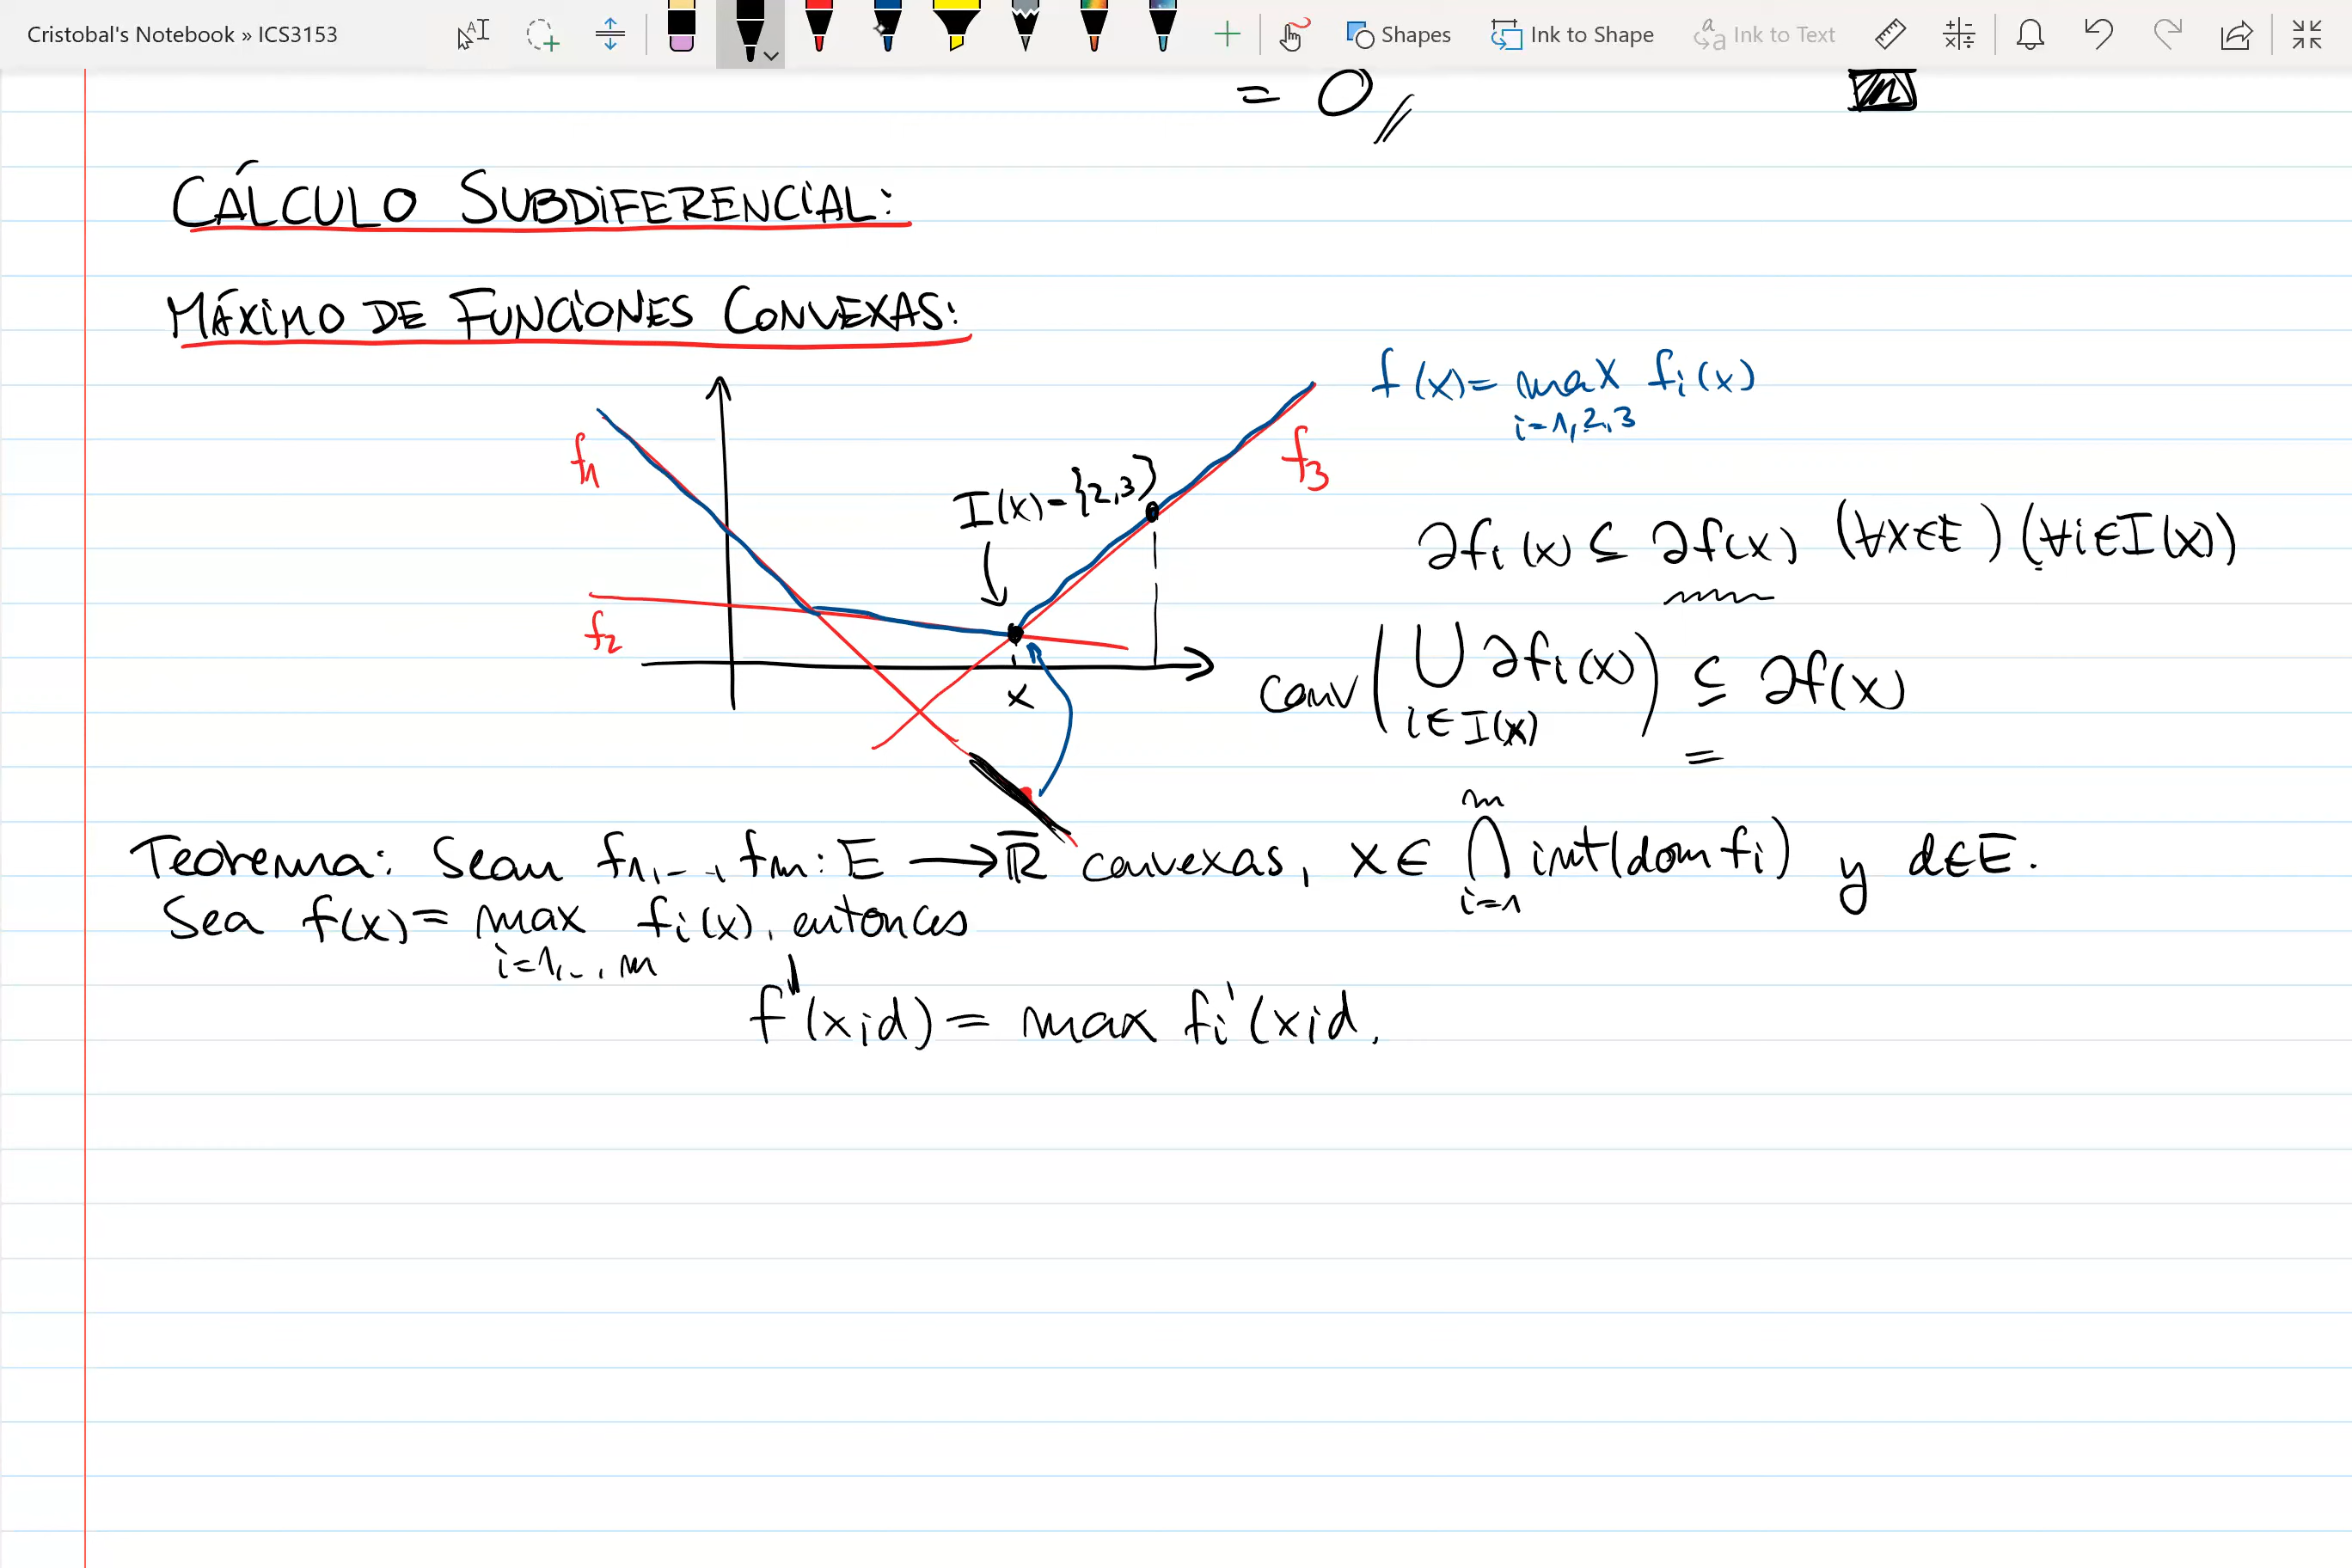 Cristobal's Notebook » ICS3153
Shapes
Ink to Shape
Ink to Text
= 0
CÁLCULO SUBDIFERENCIAL:
MÁXIMO DE FUNCIONES CONVEXAS:
f(x) = max fi(x)
i=1,2,3
f1
f3
I(x) = {2,3}
∂fi(x) ⊆ ∂f(x) (∀x∈E) (∀i∈I(x))
f2
x
conv( ⋃ ∂fi(x) ) ⊆ ∂f(x)
i∈I(x)
=
Teorema: Sean f1,..,fm: E → R̅ convexas, x ∈ ⋂_{i=1}^{m} int(dom fi) y d∈E.
Sea f(x) = max fi(x), entonces
i=1,..,m
f'(x;d) = max fi'(x;d